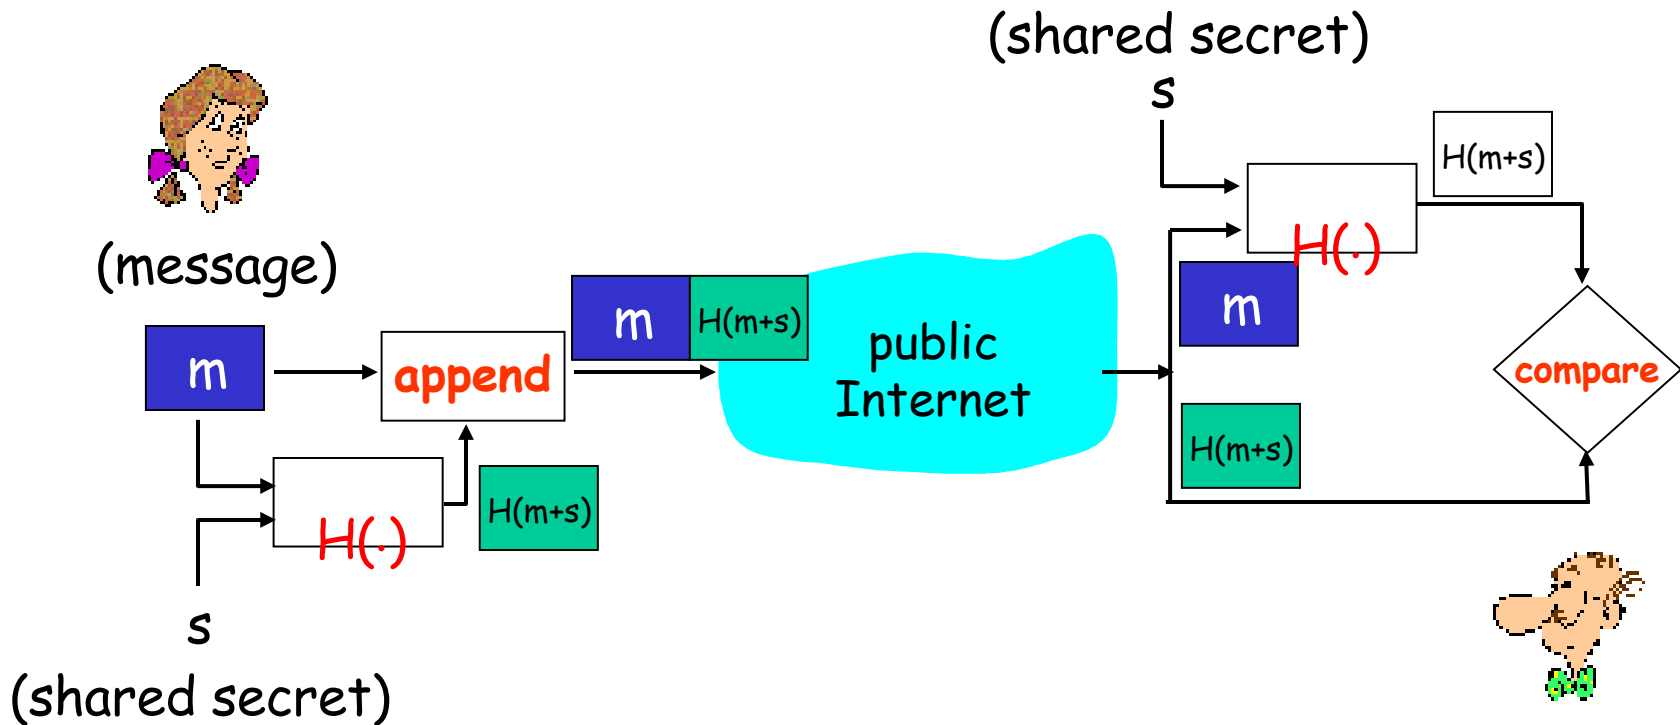 (shared secret)
s
H(m+s)
H(.)
(message)
m
append
m
H(m+s)
public
Internet
m
compare
H(m+s)
H(.)
H(m+s)
s
(shared secret)